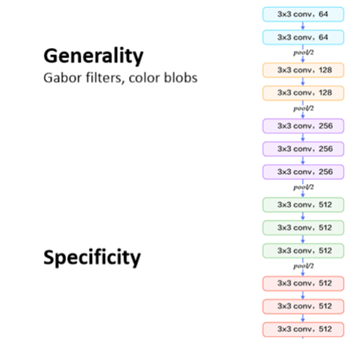 Generality
Gabor filters, color blobs
Specificity
3x3 conv, 64
3x3 conv, 64
pool/2
3x3 conv, 128
3x3 conv, 128
pool/2
3x3 conv, 256
3x3 conv, 256
3x3 conv, 256
pool/2
3x3 conv, 512
3x3 conv, 512
3x3 conv, 512
pool/2
3x3 conv, 512
3x3 conv, 512
3x3 conv, 512